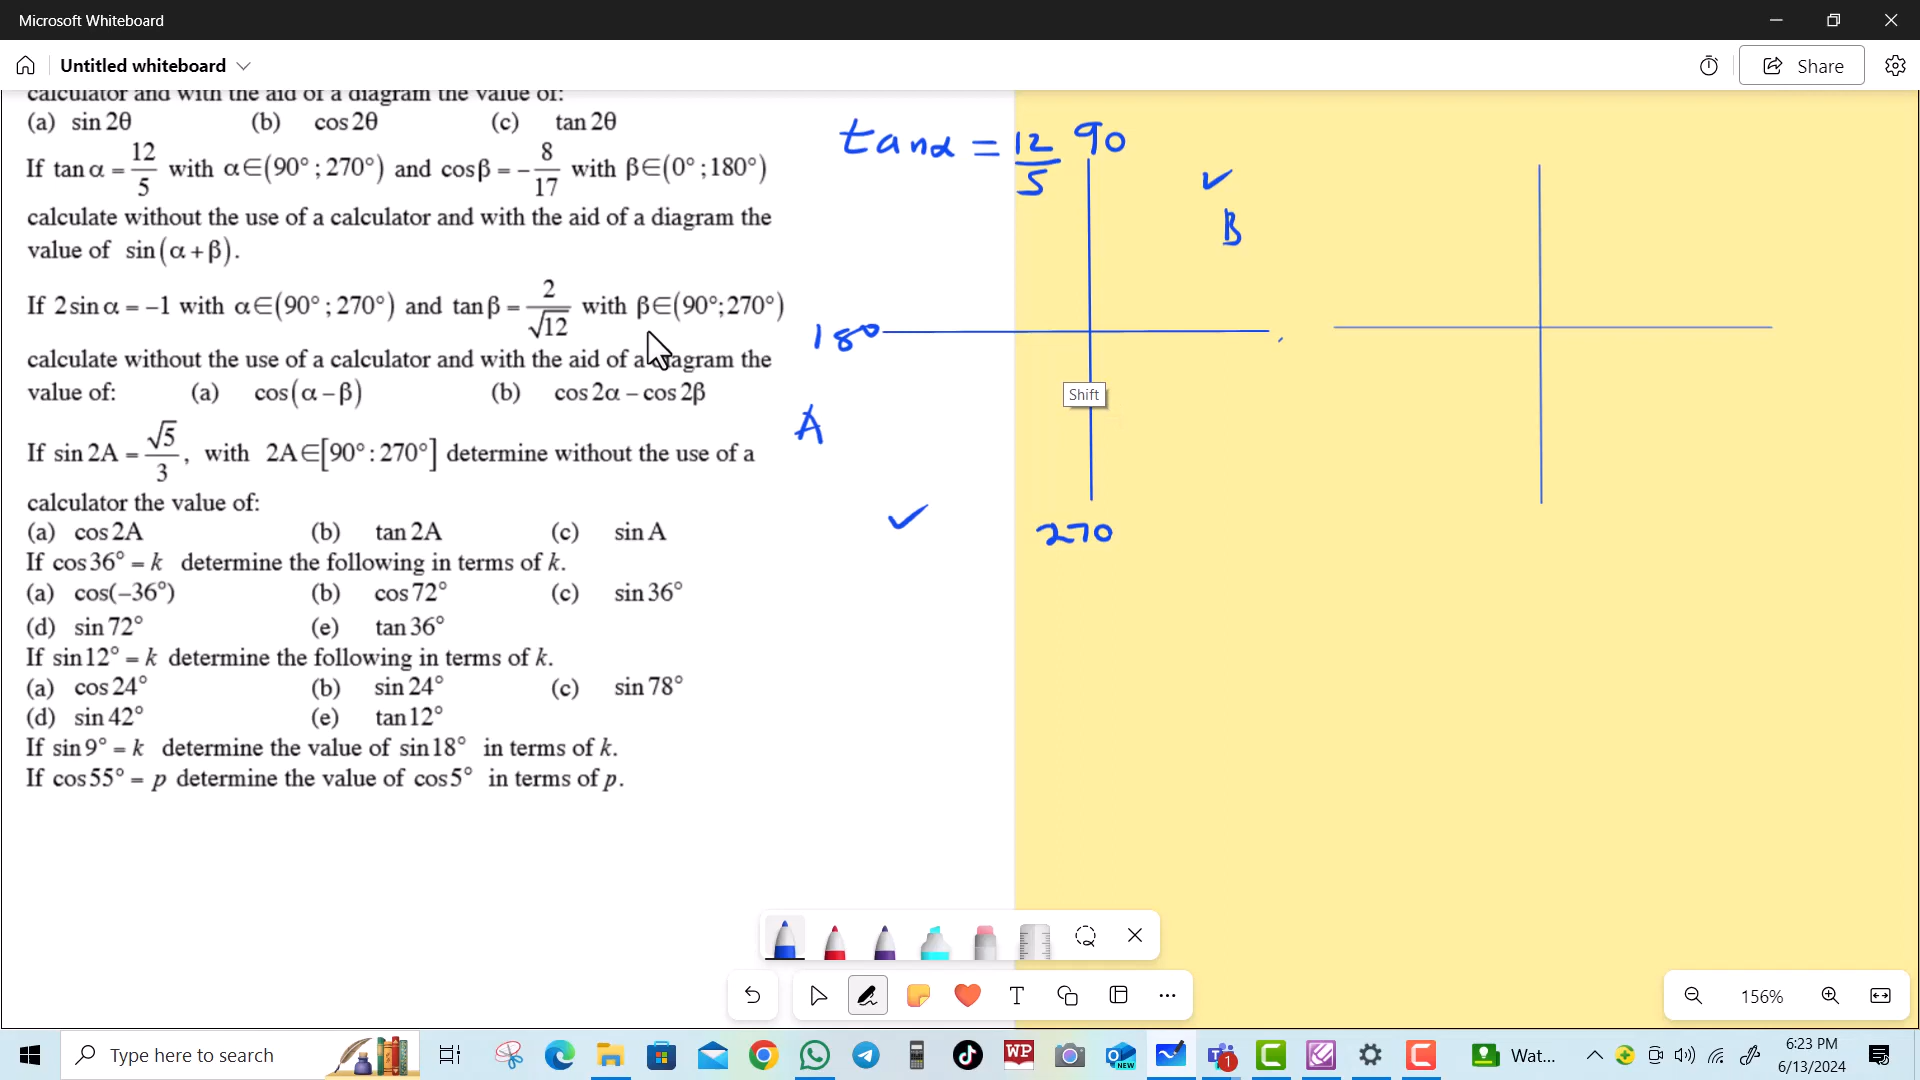 Microsoft Whiteboard
Untitled whiteboard
Share
calculator and with the aid of a diagram the value of:
(a) sin 2θ (b) cos 2θ (c) tan 2θ
If tan α = 12/5 with α∈(90° ; 270°) and cosβ = -8/17 with β∈(0° ; 180°)
calculate without the use of a calculator and with the aid of a diagram the
value of sin(α + β).
If 2 sin α = −1 with α∈(90° ; 270°) and tan β = 2/√12 with β∈(90°; 270°)
calculate without the use of a calculator and with the aid of a diagram the
value of: (a) cos(α − β) (b) cos 2α − cos 2β
If sin 2A = √5/3, with 2A∈[90° : 270°] determine without the use of a
calculator the value of:
(a) cos 2A (b) tan 2A (c) sin A
If cos 36° = k determine the following in terms of k.
(a) cos(−36°) (b) cos 72° (c) sin 36°
(d) sin 72° (e) tan 36°
If sin 12° = k determine the following in terms of k.
(a) cos 24° (b) sin 24° (c) sin 78°
(d) sin 42° (e) tan 12°
If sin 9° = k determine the value of sin 18° in terms of k.
If cos 55° = p determine the value of cos 5° in terms of p.
tanα = 12/5
90
✓
B
180
Shift
A
✓
270
156%
Type here to search
WP
NEW
1
Wat...
6:23 PM
6/13/2024